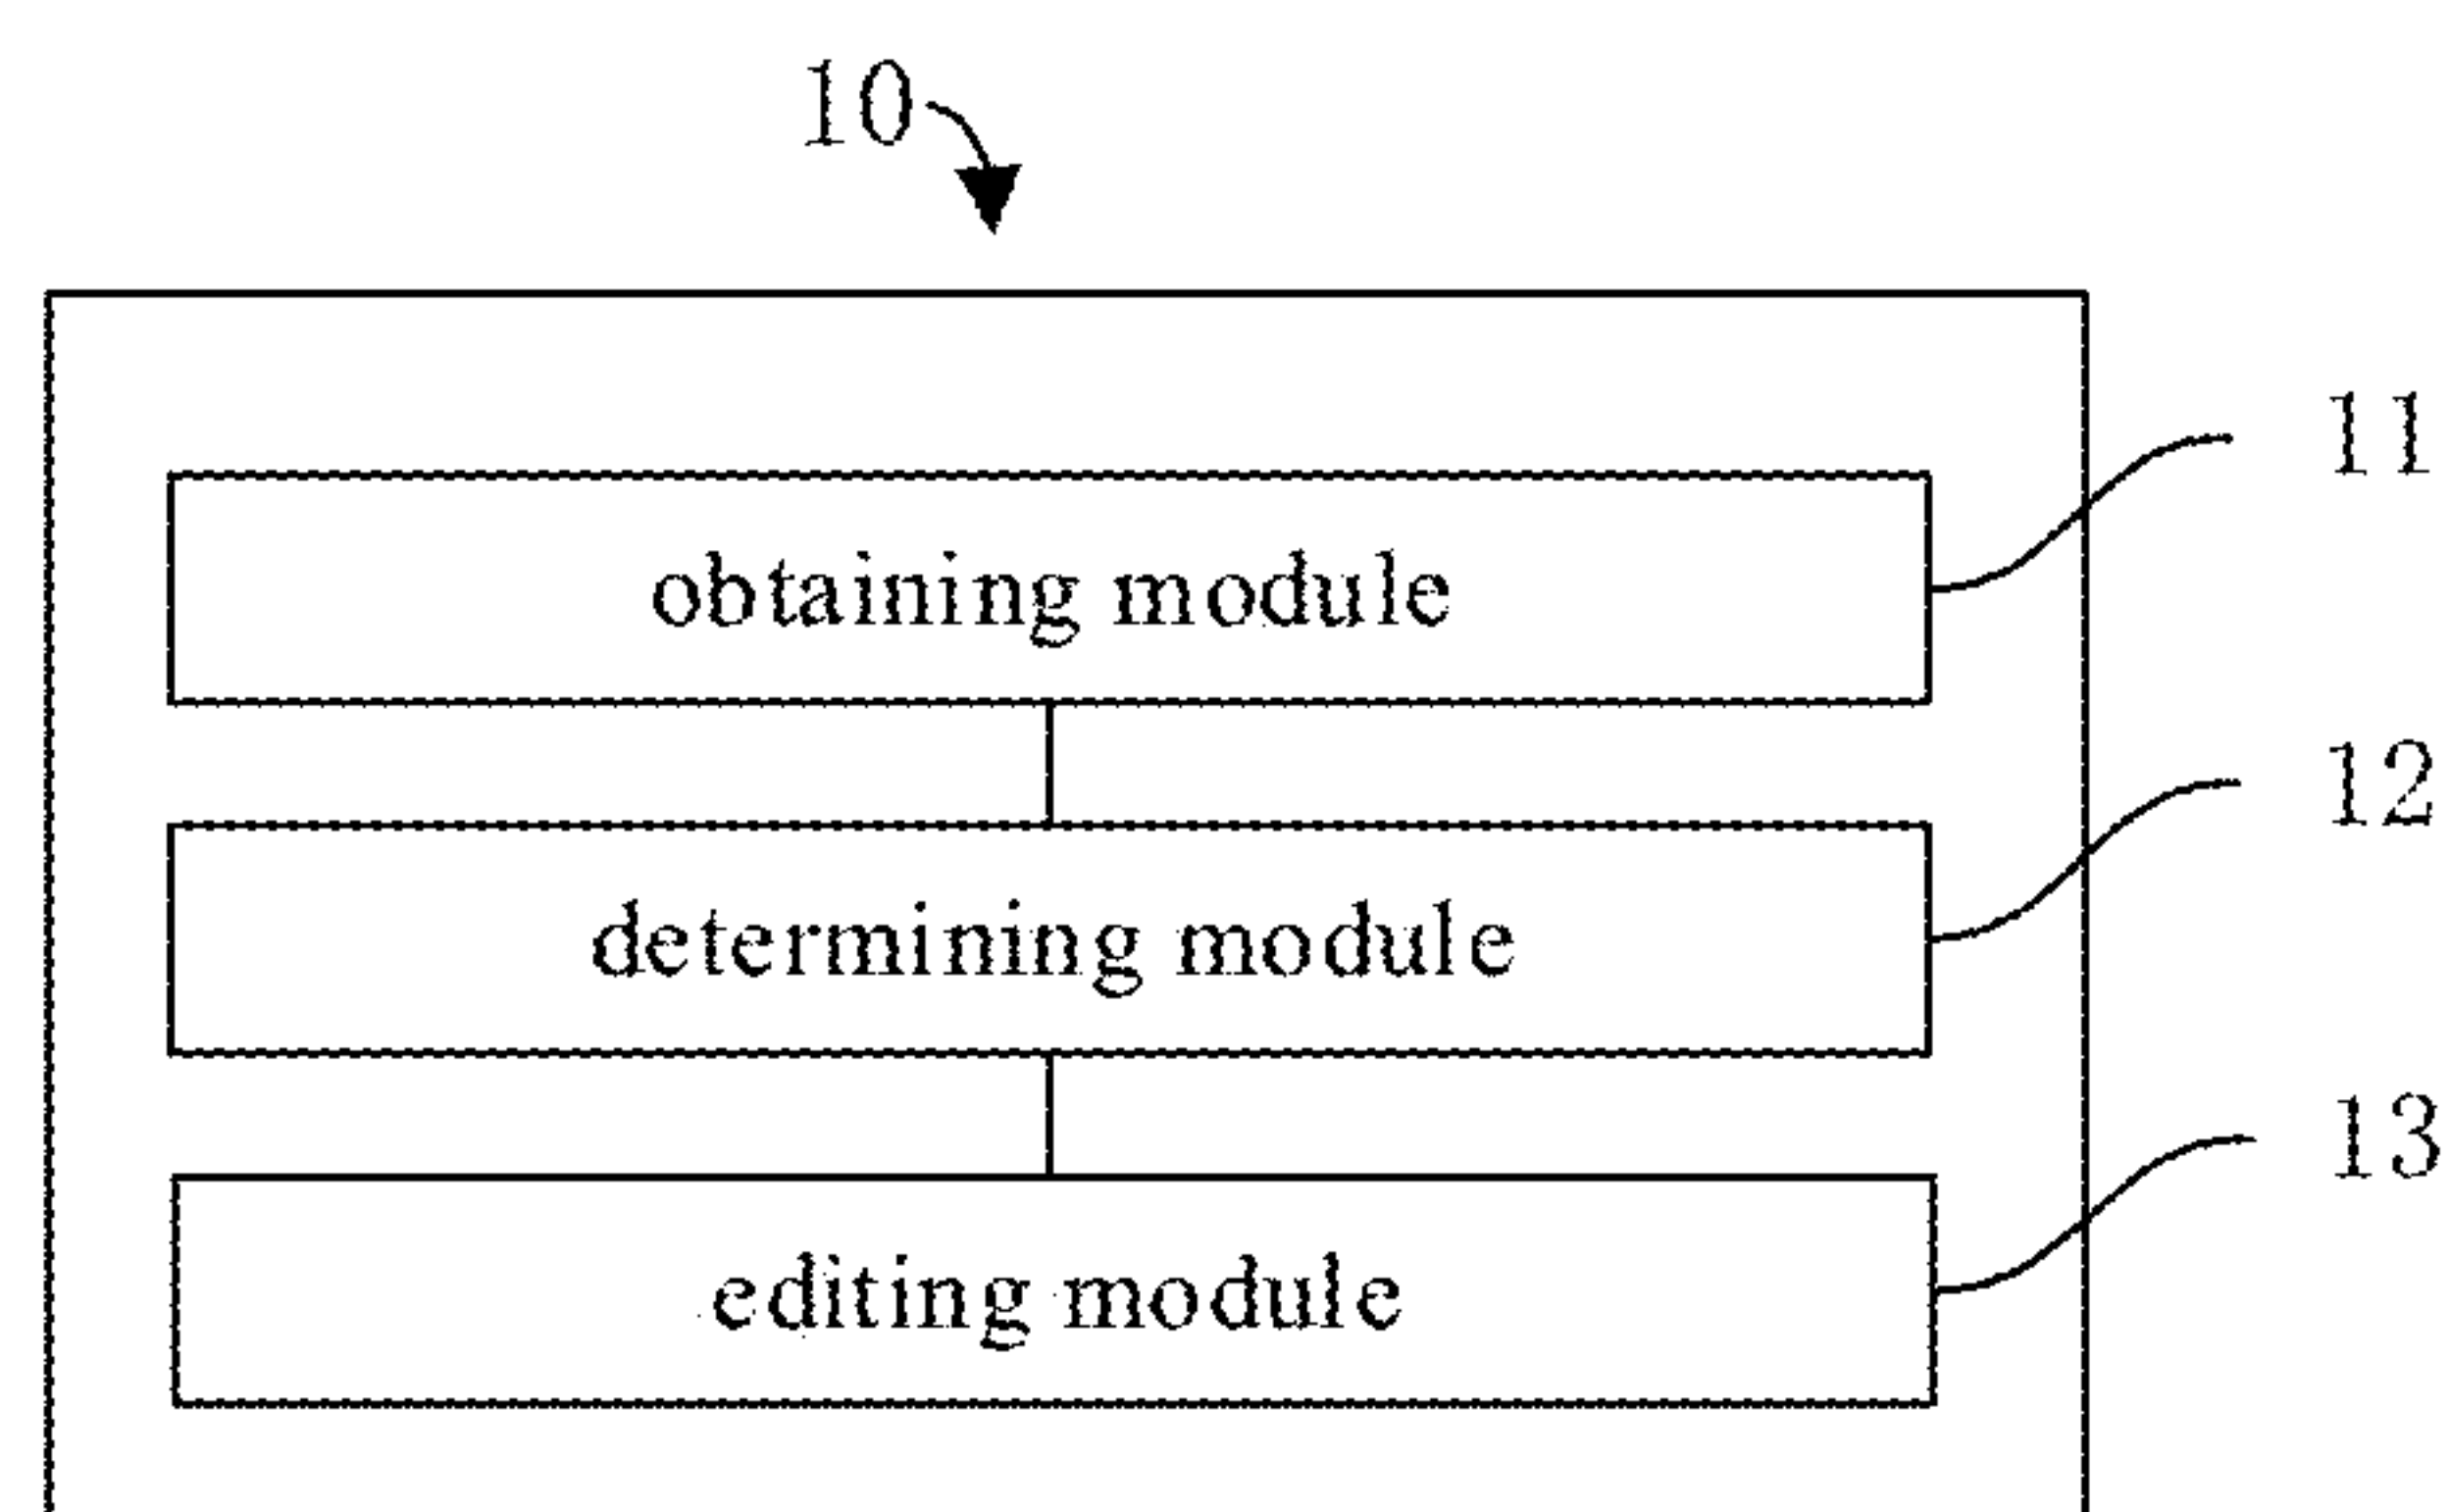 10
11
obtaining module
12
determining module
13
editing module